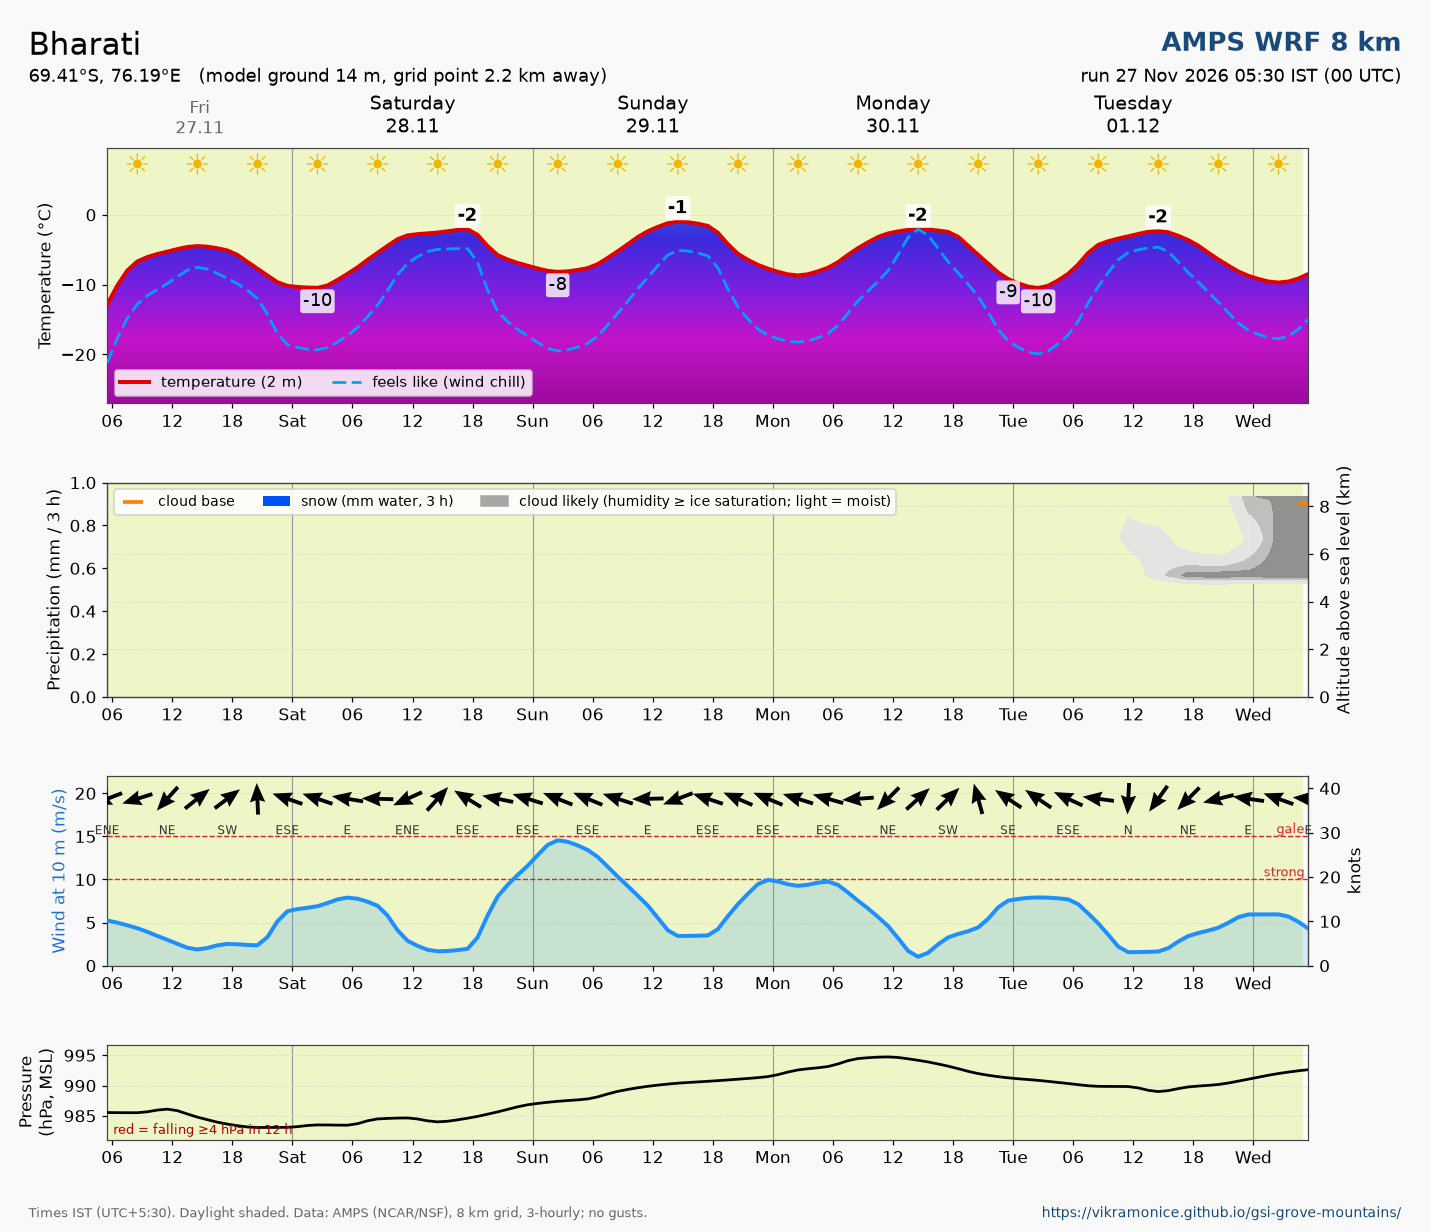 Bharati
AMPS WRF 8 km
69.41°S, 76.19°E (model ground 14 m, grid point 2.2 km away)
run 27 Nov 2026 05:30 IST (00 UTC)
Fri Saturday Sunday Monday Tuesday
27.11 28.11 29.11 30.11 01.12
Temperature (°C)
0
−10
−20
-2 -1 -2 -2
-10 -8 -9 -10
temperature (2 m) feels like (wind chill)
06 12 18 Sat 06 12 18 Sun 06 12 18 Mon 06 12 18 Tue 06 12 18 Wed
Precipitation (mm / 3 h)
1.0
0.8
0.6
0.4
0.2
0.0
cloud base snow (mm water, 3 h) cloud likely (humidity ≥ ice saturation; light = moist)
8
6
4
2
0
Altitude above sea level (km)
06 12 18 Sat 06 12 18 Sun 06 12 18 Mon 06 12 18 Tue 06 12 18 Wed
Wind at 10 m (m/s)
20
15
10
5
0
ENE NE SW ESE E ENE ESE ESE ESE E ESE ESE ESE NE SW SE ESE N NE E E
gale
strong
40
30
20
10
0
knots
06 12 18 Sat 06 12 18 Sun 06 12 18 Mon 06 12 18 Tue 06 12 18 Wed
Pressure
(hPa, MSL)
995
990
985
red = falling ≥4 hPa in 12 h
06 12 18 Sat 06 12 18 Sun 06 12 18 Mon 06 12 18 Tue 06 12 18 Wed
Times IST (UTC+5:30). Daylight shaded. Data: AMPS (NCAR/NSF), 8 km grid, 3-hourly; no gusts.
https://vikramonice.github.io/gsi-grove-mountains/